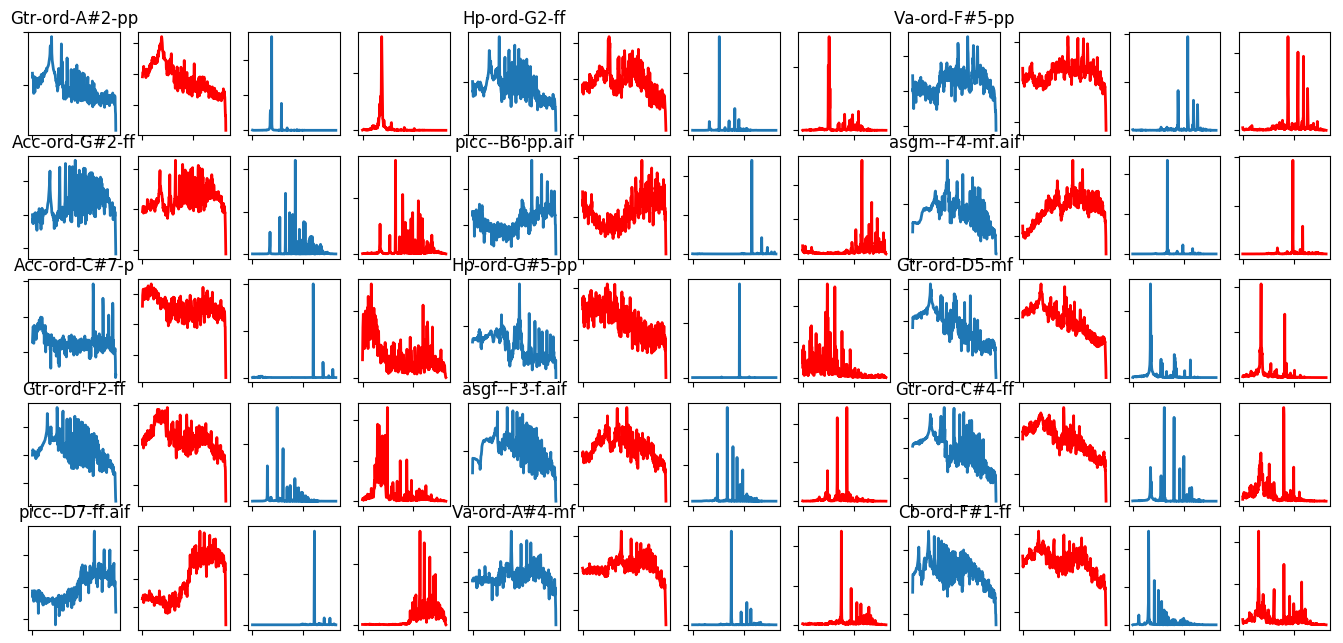 Gtr-ord-A#2-pp
Hp-ord-G2-ff
Va-ord-F#5-pp
Acc-ord-G#2-ff
picc--B6-pp.aif
asgm--F4-mf.aif
Acc-ord-C#7-p
Hp-ord-G#5-pp
Gtr-ord-D5-mf
Gtr-ord-F2-ff
asgf--F3-f.aif
Gtr-ord-C#4-ff
picc--D7-ff.aif
Va-ord-A#4-mf
Cb-ord-F#1-ff